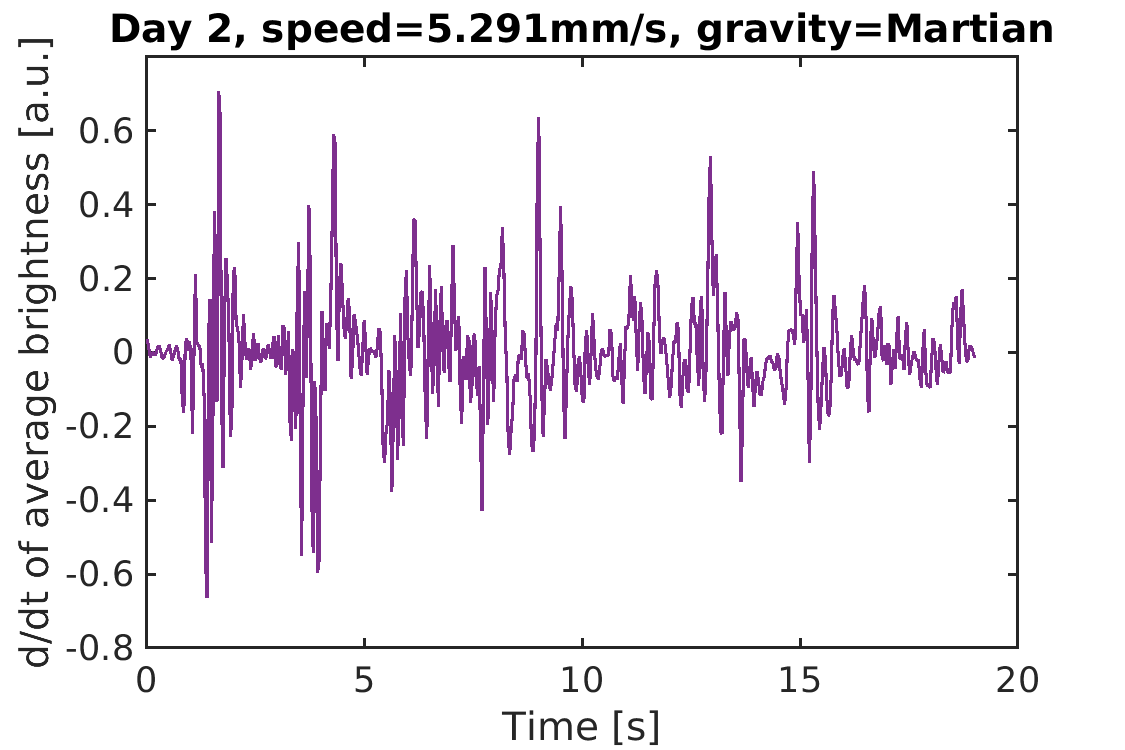 Day 2, speed=5.291mm/s, gravity=Martian
d/dt of average brightness [a.u.]
0.6
0.4
0.2
0
-0.2
-0.4
-0.6
-0.8
0 5 10 15 20
Time [s]